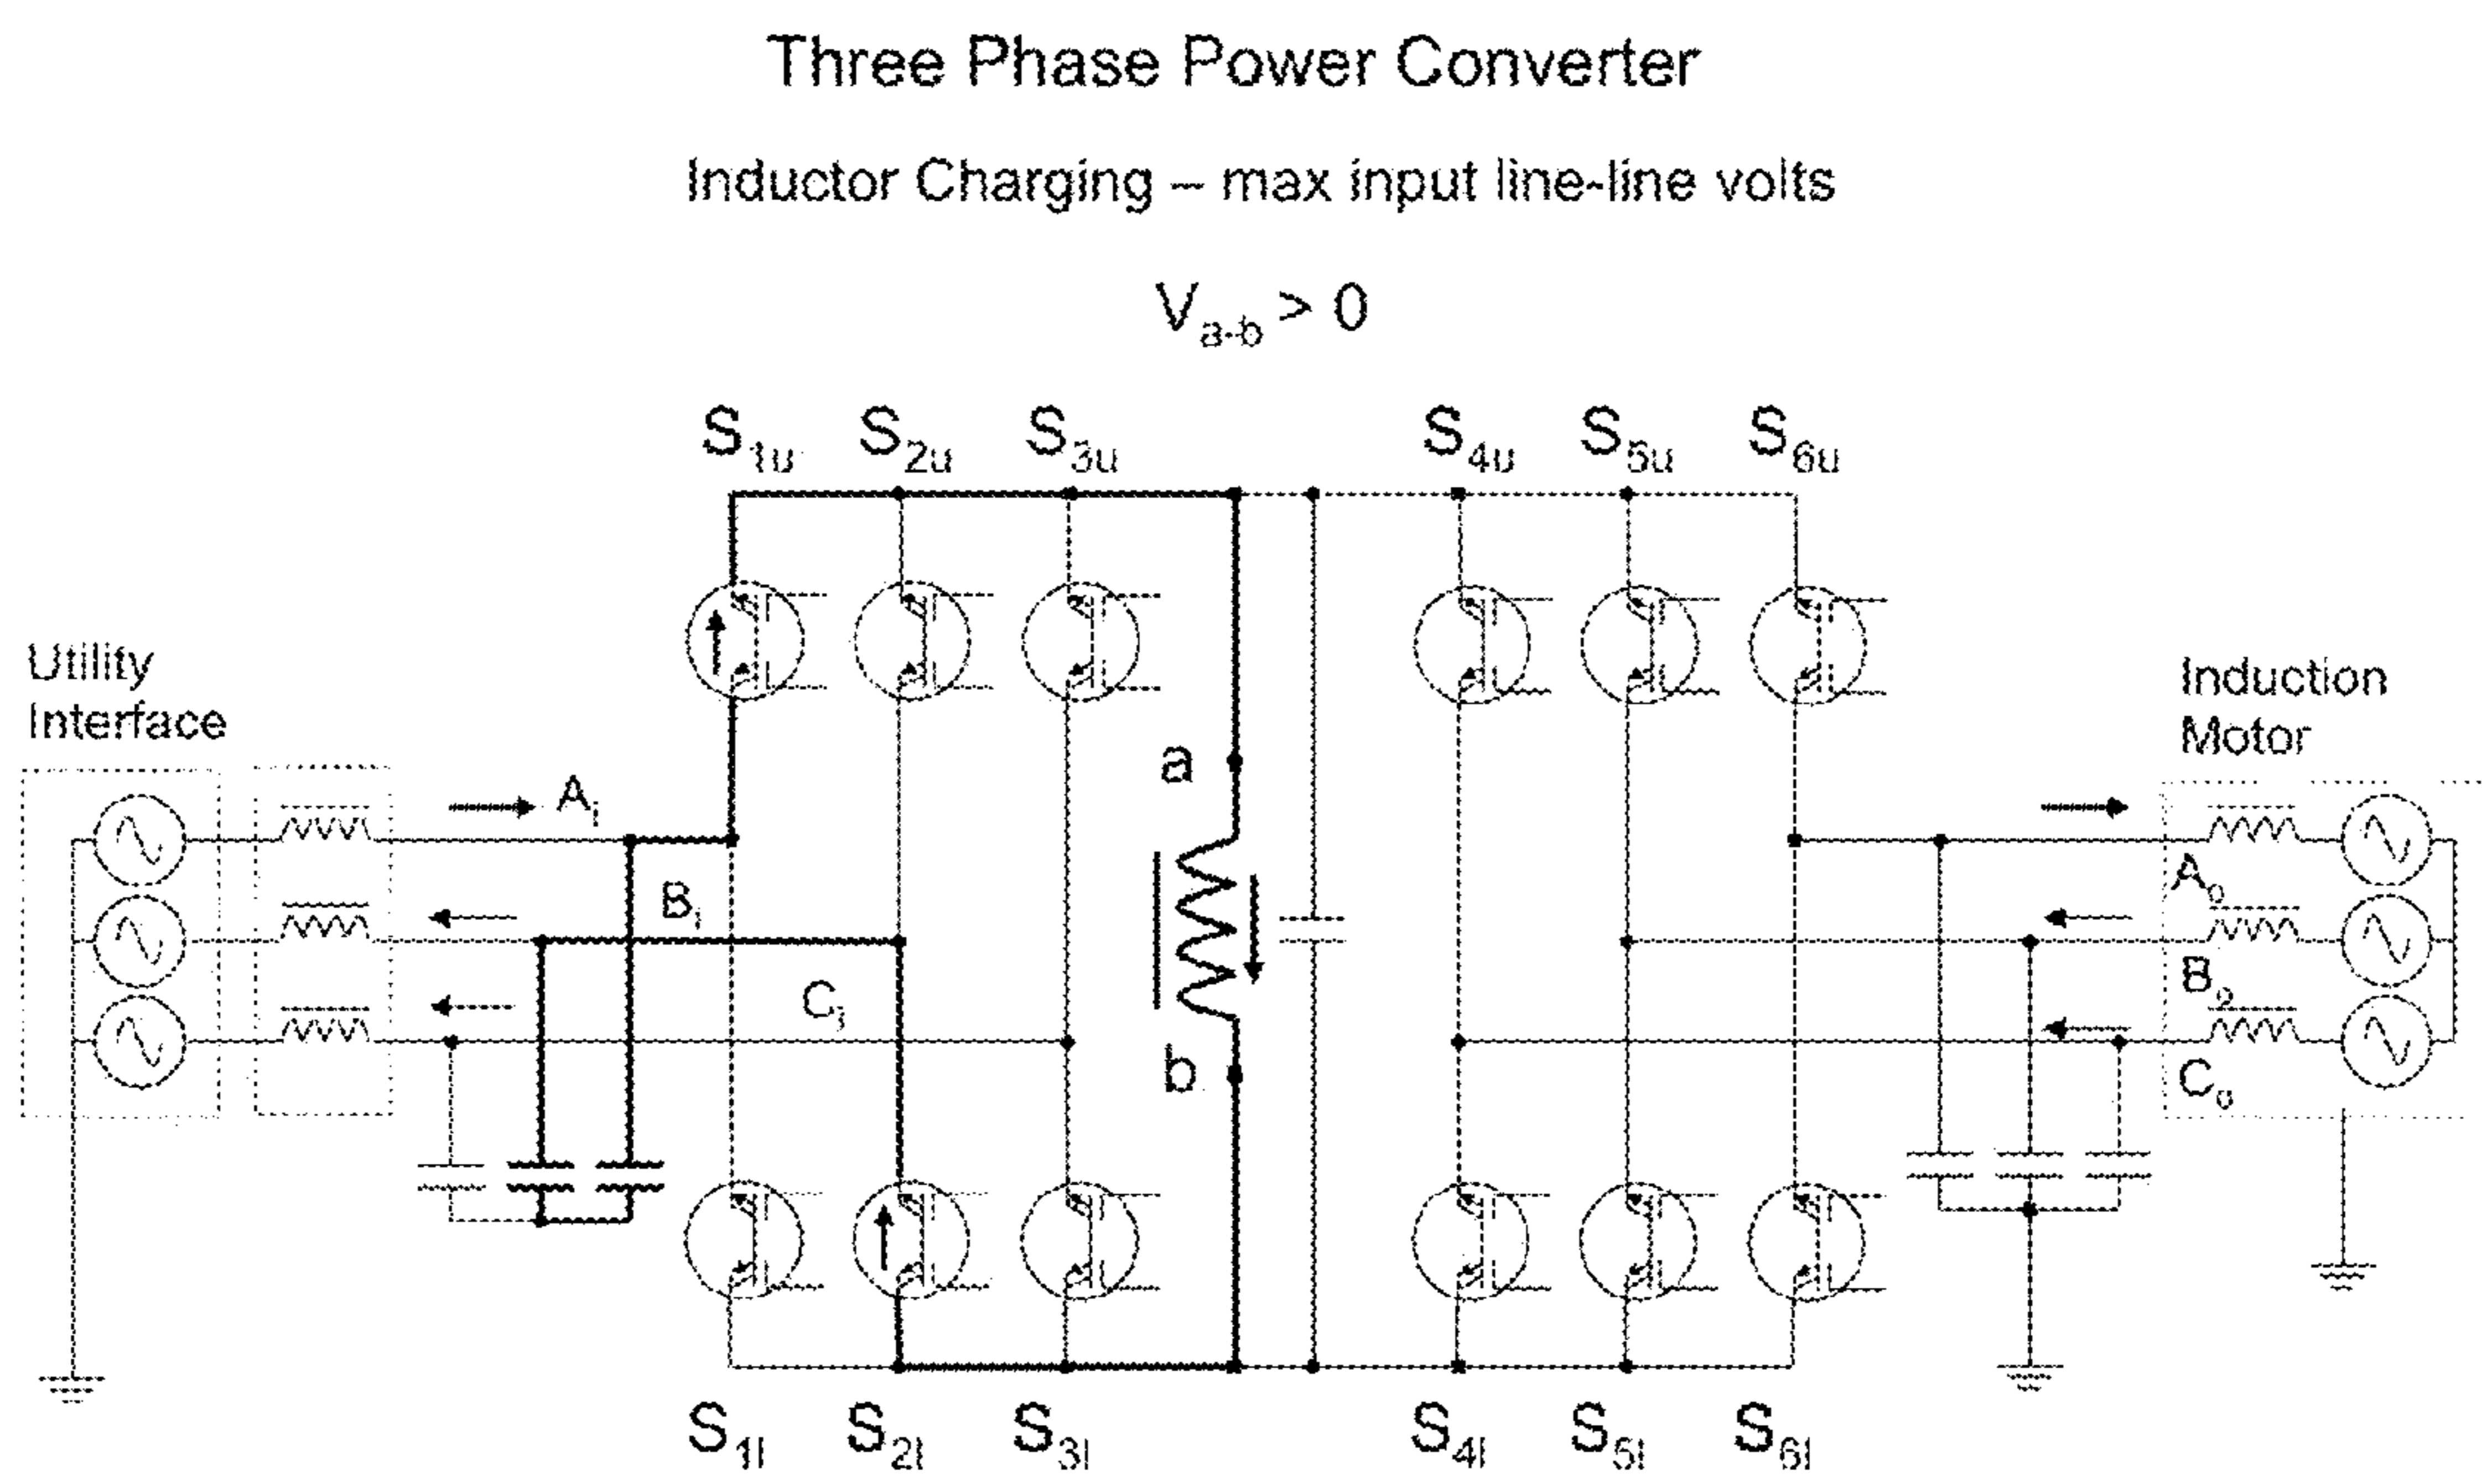 Three Phase Power Converter
Inductor Charging – max input line-line volts
V a-b > 0
S1u S2u S3u S4u S5u S6u
Utility
Interface
Induction
Motor
a
Ai
Bi
Ao
Ci
Bo
b
Co
S1l S2l S3l S4l S5l S6l